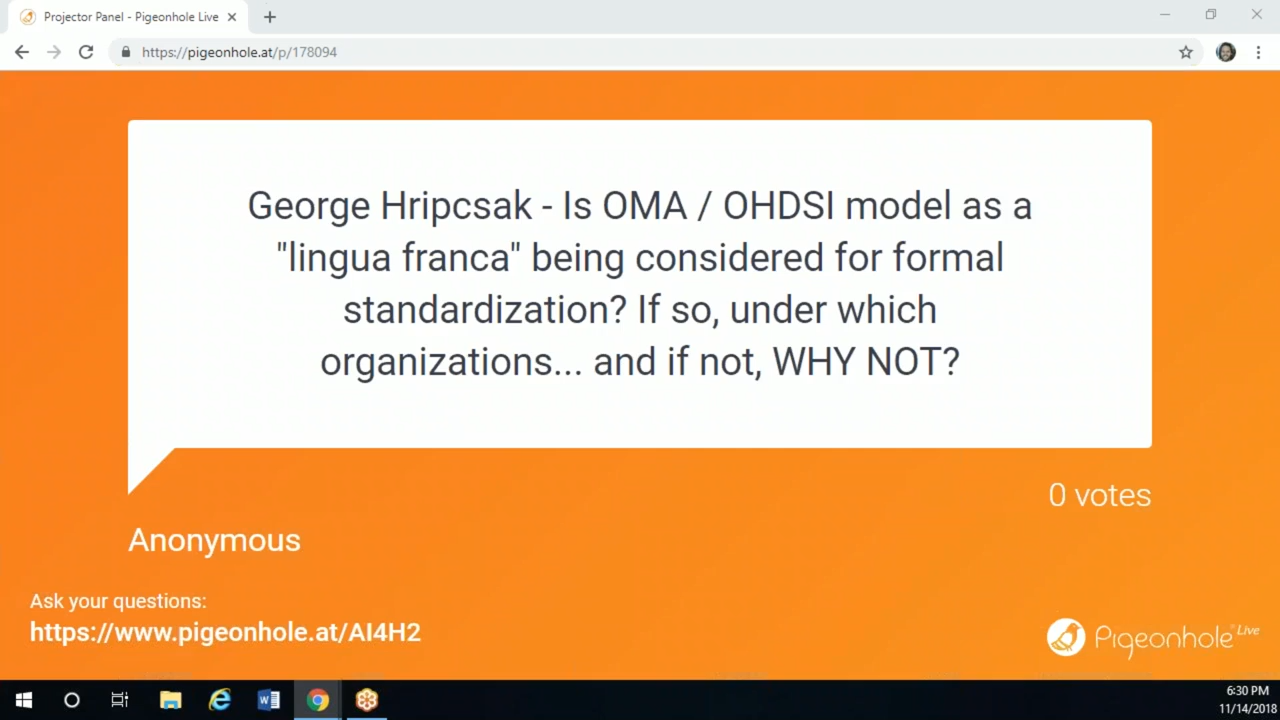 Projector Panel - Pigeonhole Live
https://pigeonhole.at/p/178094
George Hripcsak - Is OMA / OHDSI model as a
"lingua franca" being considered for formal
standardization? If so, under which
organizations... and if not, WHY NOT?
0 votes
Anonymous
Ask your questions:
https://www.pigeonhole.at/AI4H2
Pigeonhole Live
6:30 PM
11/14/2018